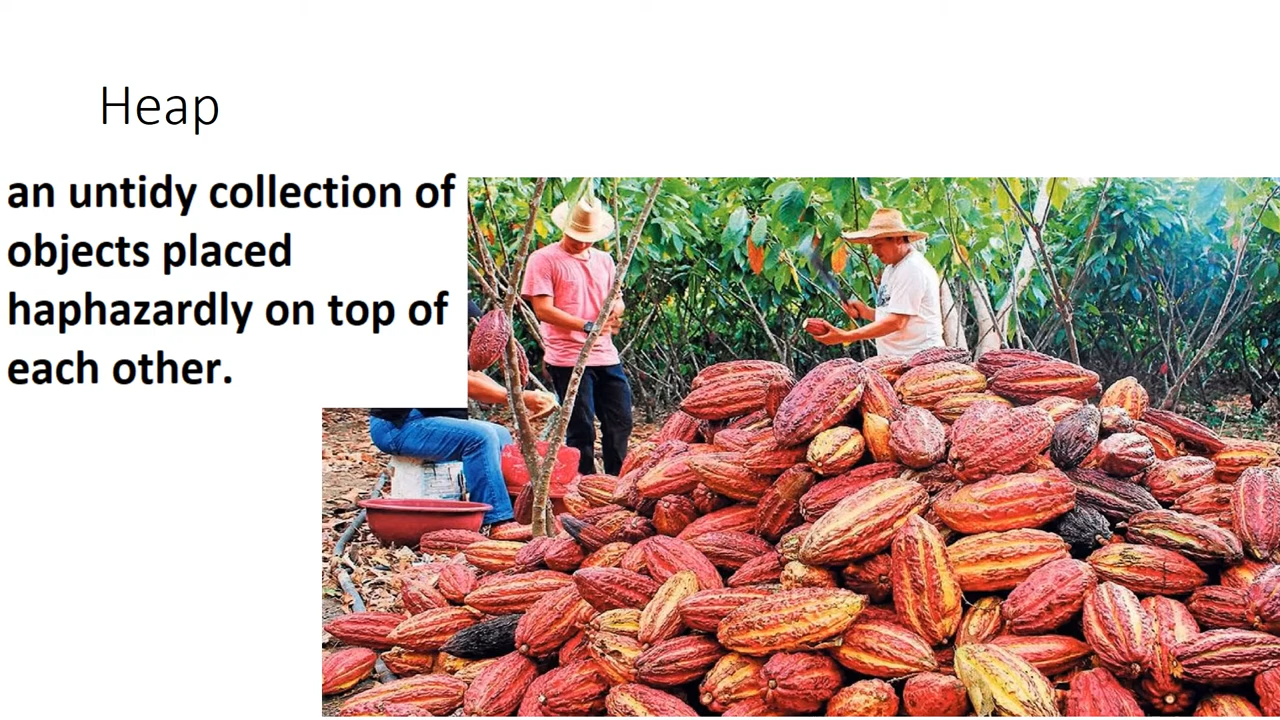 Heap
an untidy collection of
objects placed
haphazardly on top of
each other.